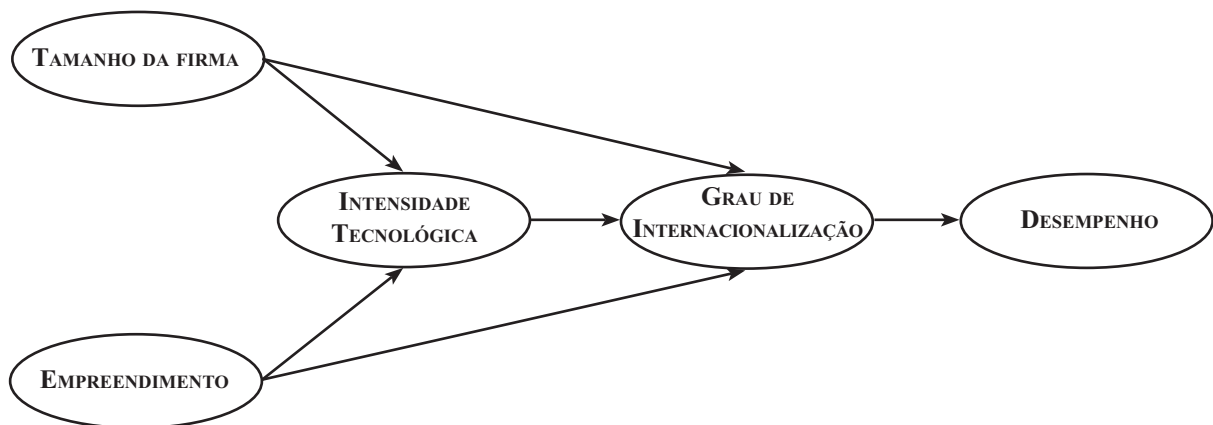 Tamanho da firma
Intensidade
Tecnológica
Grau de
Internacionalização
Desempenho
Empreendimento